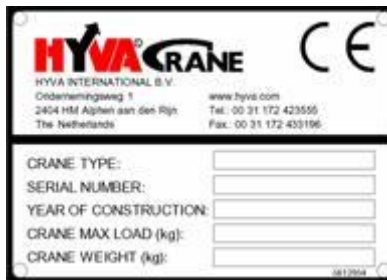 HYVA CRANE
CE
HYVA INTERNATIONAL B.V.
Ondernemingsweg 1
www.hyva.com
2404 HM Alphen aan den Rijn
Tel.: 00 31 172 423555
The Netherlands
Fax.: 00 31 172 433196
CRANE TYPE:
SERIAL NUMBER:
YEAR OF CONSTRUCTION:
CRANE MAX LOAD (kg):
CRANE WEIGHT (kg):